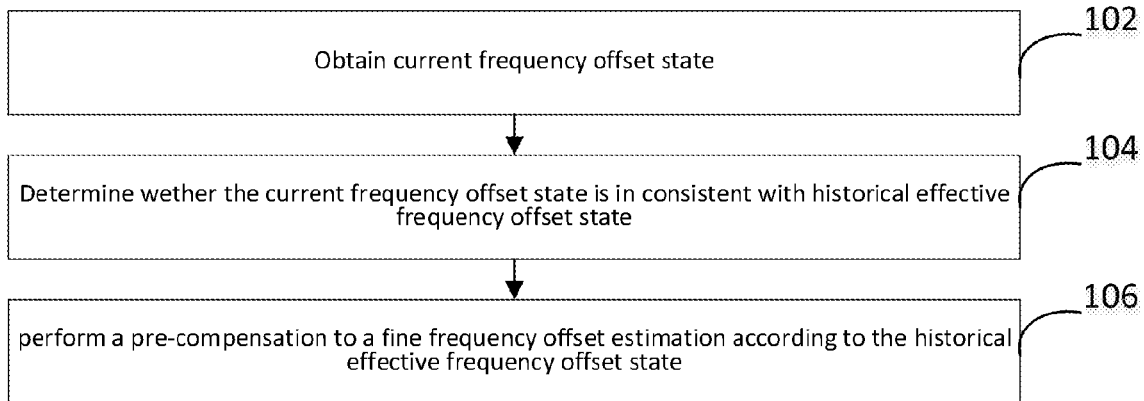 102
Obtain current frequency offset state
104
Determine wether the current frequency offset state is in consistent with historical effective
frequency offset state
106
perform a pre-compensation to a fine frequency offset estimation according to the historical
effective frequency offset state